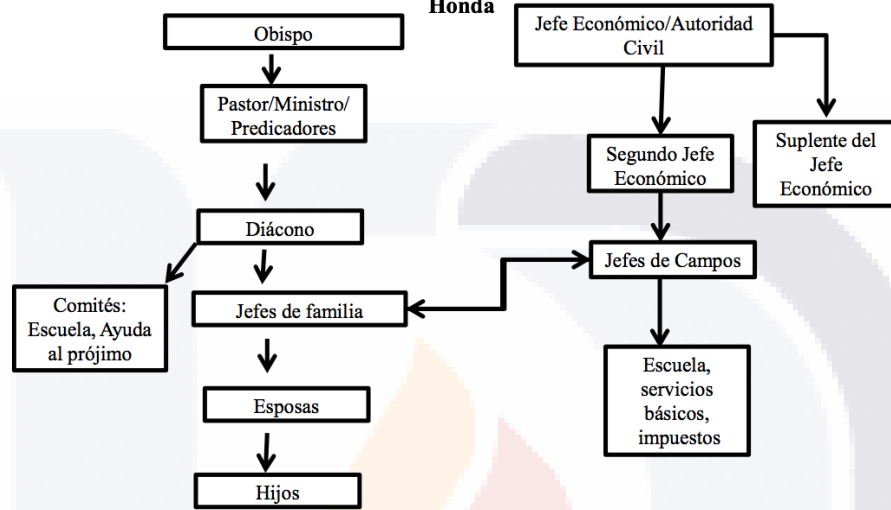 Honda
Obispo
Pastor/Ministro/
Predicadores
Diácono
Comités:
Escuela, Ayuda
al prójimo
Jefes de familia
Esposas
Hijos
Jefe Económico/Autoridad
Civil
Segundo Jefe
Económico
Suplente del
Jefe
Económico
Jefes de Campos
Escuela,
servicios
básicos,
impuestos